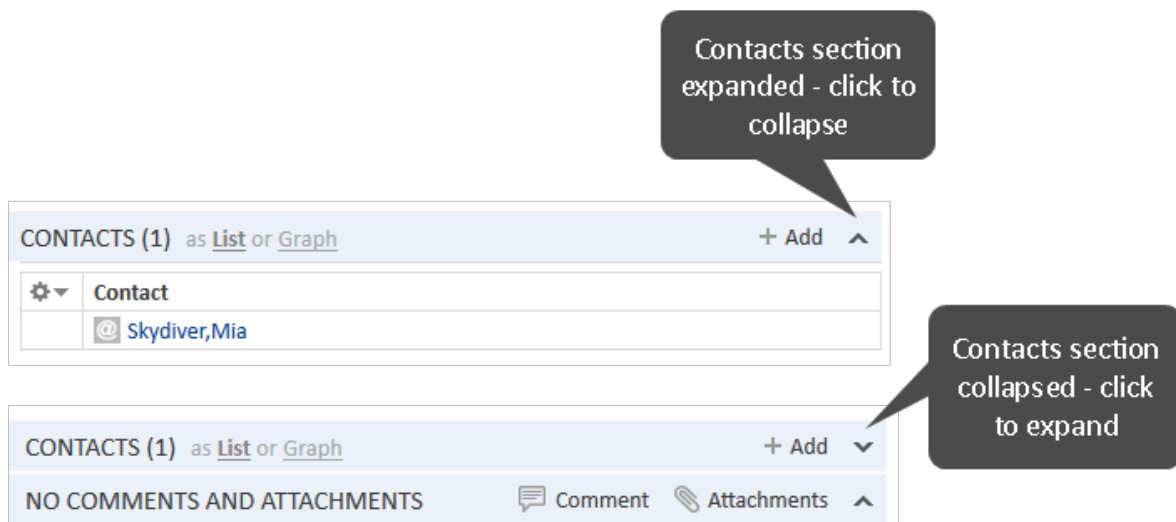 Contacts section
expanded - click to
collapse
CONTACTS (1) as List or Graph + Add
Contact
@ Skydiver,Mia
Contacts section
collapsed - click
to expand
CONTACTS (1) as List or Graph + Add
NO COMMENTS AND ATTACHMENTS Comment Attachments